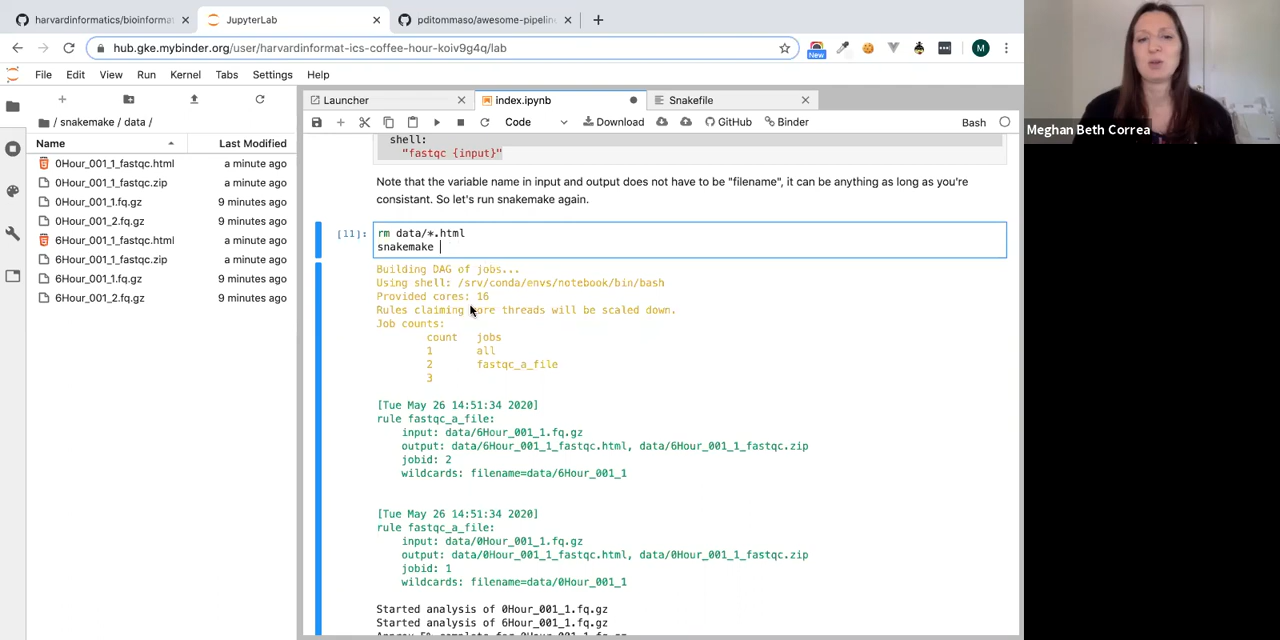 harvardinformatics/bioinformat
JupyterLab
pditommaso/awesome-pipeline
hub.gke.mybinder.org/user/harvardinformat-ics-coffee-hour-koiv9g4q/lab
New
M
File Edit View Run Kernel Tabs Settings Help
/ snakemake / data /
Name Last Modified
0Hour_001_1_fastqc.html a minute ago
0Hour_001_1_fastqc.zip a minute ago
0Hour_001_1.fq.gz 9 minutes ago
0Hour_001_2.fq.gz 9 minutes ago
6Hour_001_1_fastqc.html a minute ago
6Hour_001_1_fastqc.zip a minute ago
6Hour_001_1.fq.gz 9 minutes ago
6Hour_001_2.fq.gz 9 minutes ago
Launcher index.ipynb Snakefile
Code Download GitHub Binder Bash
shell:
"fastqc {input}"
Note that the variable name in input and output does not have to be "filename", it can be anything as long as you're
consistant. So let's run snakemake again.
[11]: rm data/*.html
snakemake
Building DAG of jobs...
Using shell: /srv/conda/envs/notebook/bin/bash
Provided cores: 16
Rules claiming more threads will be scaled down.
Job counts:
count jobs
1 all
2 fastqc_a_file
3
[Tue May 26 14:51:34 2020]
rule fastqc_a_file:
input: data/6Hour_001_1.fq.gz
output: data/6Hour_001_1_fastqc.html, data/6Hour_001_1_fastqc.zip
jobid: 2
wildcards: filename=data/6Hour_001_1
[Tue May 26 14:51:34 2020]
rule fastqc_a_file:
input: data/0Hour_001_1.fq.gz
output: data/0Hour_001_1_fastqc.html, data/0Hour_001_1_fastqc.zip
jobid: 1
wildcards: filename=data/0Hour_001_1
Started analysis of 0Hour_001_1.fq.gz
Started analysis of 6Hour_001_1.fq.gz
Approx 5% complete for 0Hour_001_1.fq.gz
Meghan Beth Correa